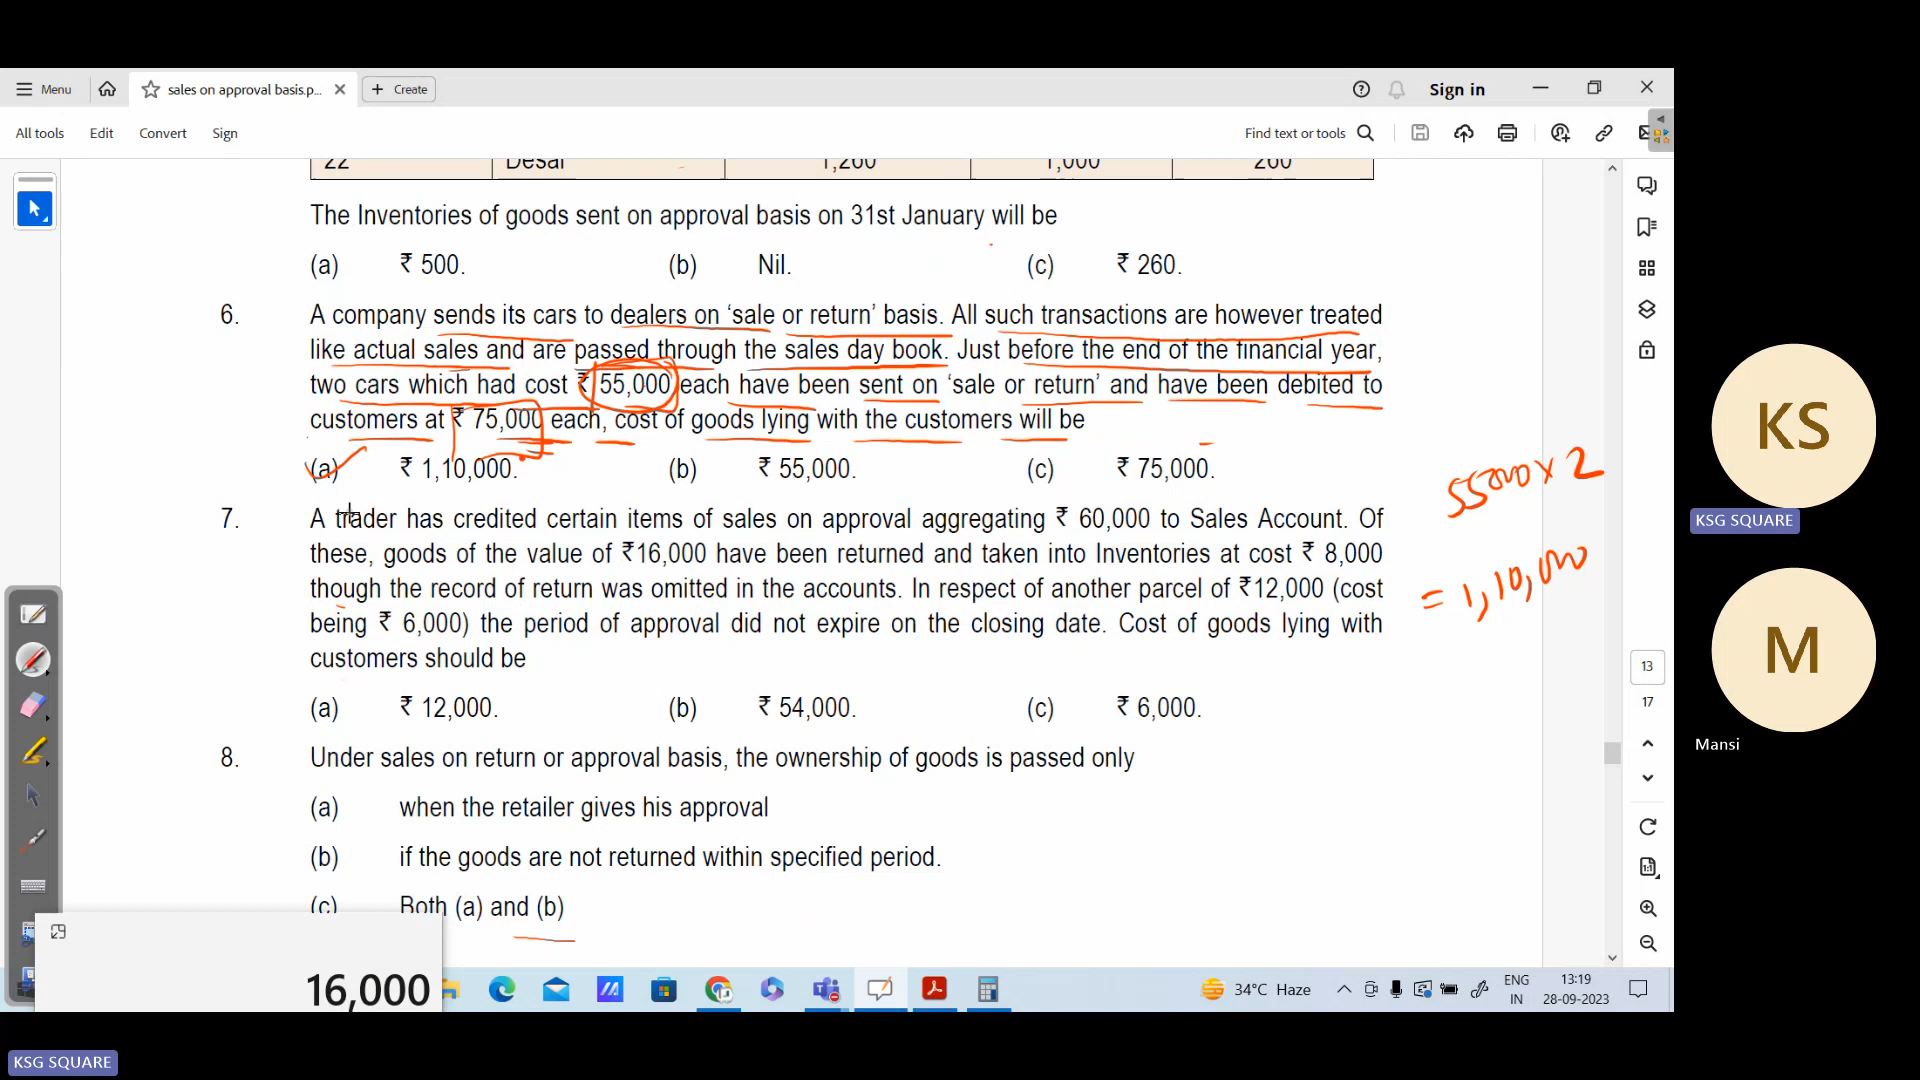 Menu
sales on approval basis.p...
Create
Sign in
All tools
Edit
Convert
Sign
Find text or tools
22 Desai 1,260 1,000 260
The Inventories of goods sent on approval basis on 31st January will be
(a) ₹ 500. (b) Nil. (c) ₹ 260.
6. A company sends its cars to dealers on ‘sale or return’ basis. All such transactions are however treated
like actual sales and are passed through the sales day book. Just before the end of the financial year,
two cars which had cost ₹ 55,000 each have been sent on ‘sale or return’ and have been debited to
customers at ₹ 75,000 each, cost of goods lying with the customers will be
(a) ₹ 1,10,000. (b) ₹ 55,000. (c) ₹ 75,000.
55000 x 2
= 1,10,000
7. A trader has credited certain items of sales on approval aggregating ₹ 60,000 to Sales Account. Of
these, goods of the value of ₹16,000 have been returned and taken into Inventories at cost ₹ 8,000
though the record of return was omitted in the accounts. In respect of another parcel of ₹12,000 (cost
being ₹ 6,000) the period of approval did not expire on the closing date. Cost of goods lying with
customers should be
(a) ₹ 12,000. (b) ₹ 54,000. (c) ₹ 6,000.
8. Under sales on return or approval basis, the ownership of goods is passed only
(a) when the retailer gives his approval
(b) if the goods are not returned within specified period.
(c) Both (a) and (b)
16,000
13
17
KS
KSG SQUARE
M
Mansi
34°C Haze
ENG
IN
13:19
28-09-2023
KSG SQUARE